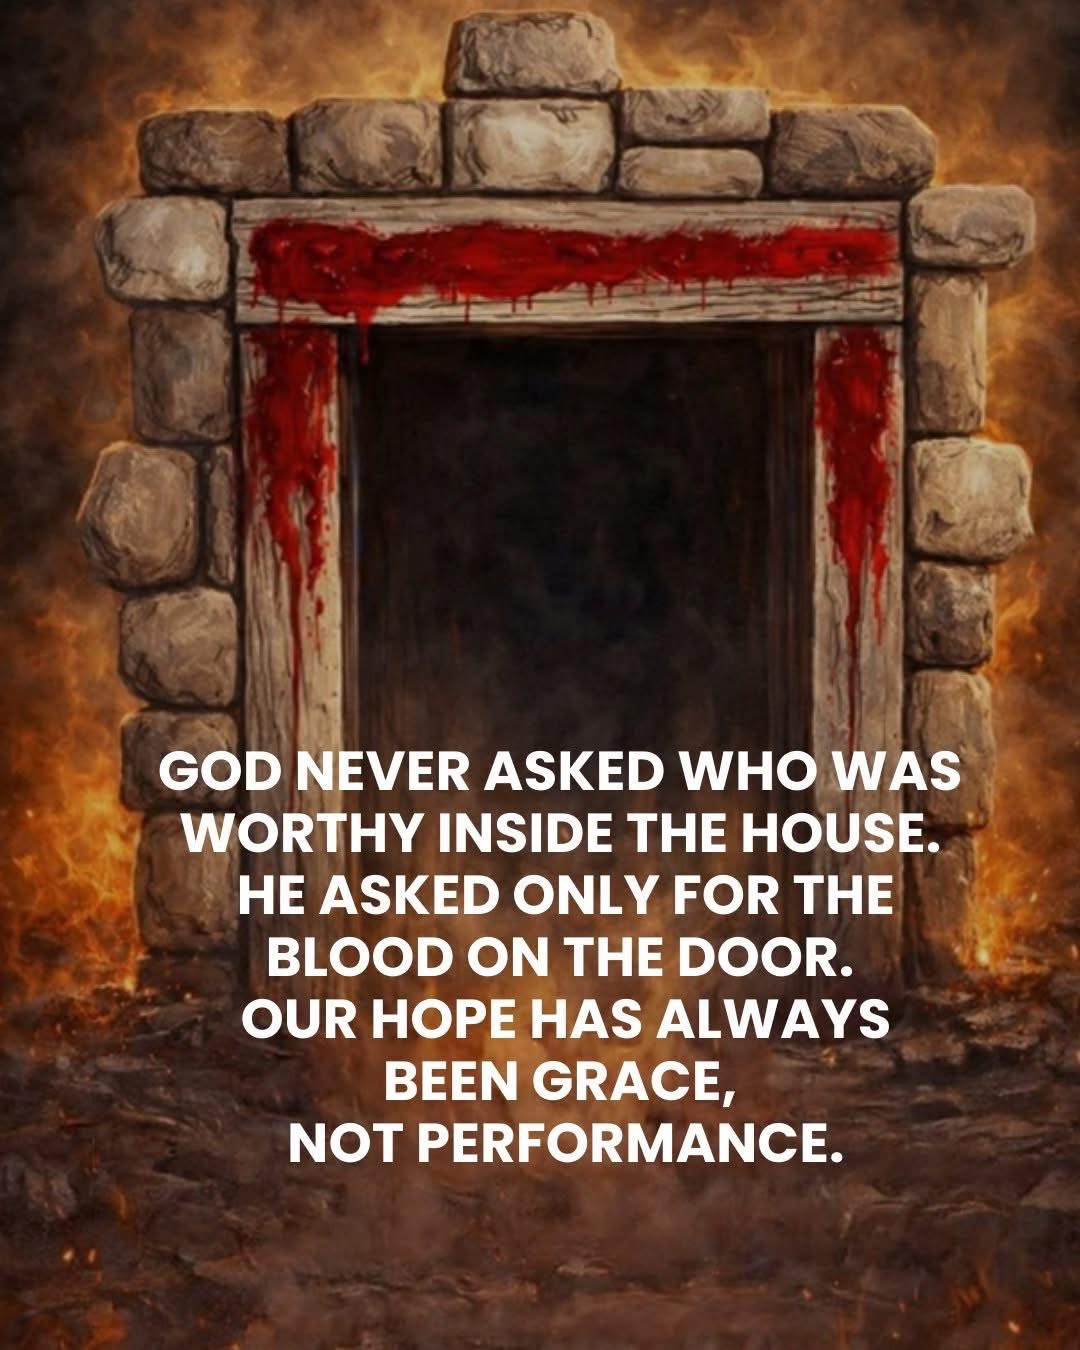 GOD NEVER ASKED WHO WAS
WORTHY INSIDE THE HOUSE.
HE ASKED ONLY FOR THE
BLOOD ON THE DOOR.
OUR HOPE HAS ALWAYS
BEEN GRACE,
NOT PERFORMANCE.